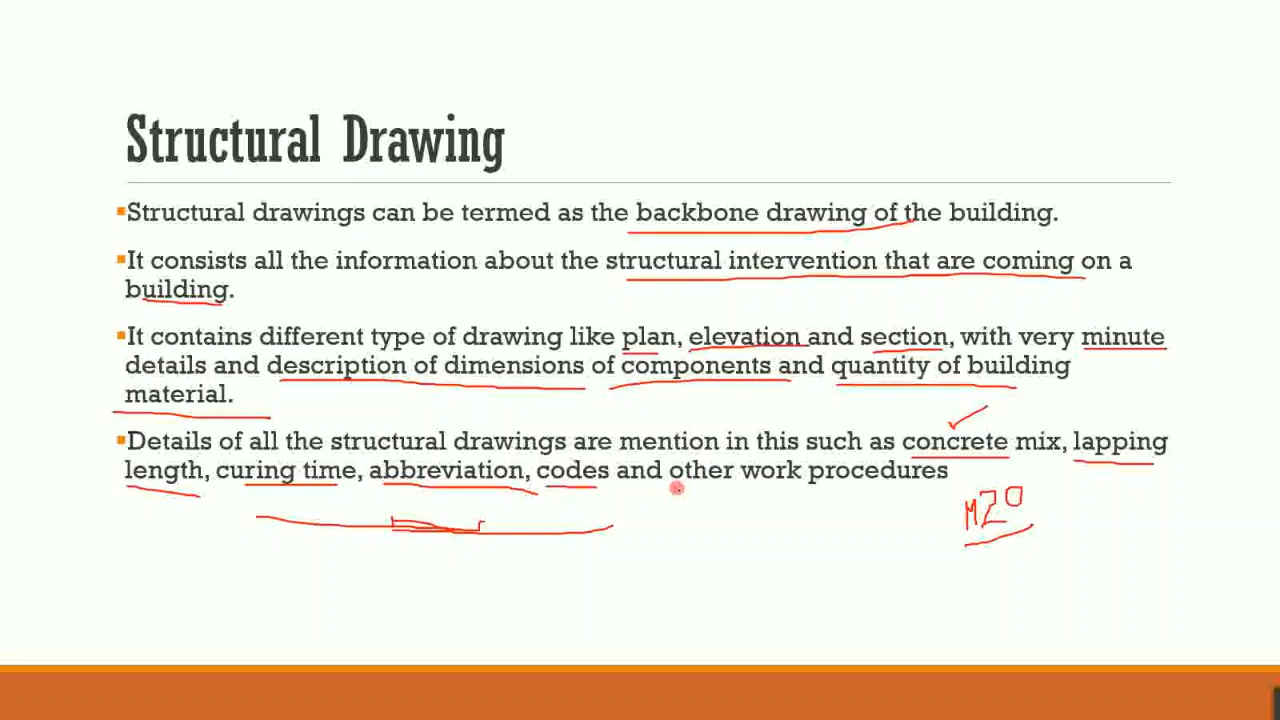 Structural Drawing
▪Structural drawings can be termed as the backbone drawing of the building.
▪It consists all the information about the structural intervention that are coming on a
building.
▪It contains different type of drawing like plan, elevation and section, with very minute
details and description of dimensions of components and quantity of building
material.
▪Details of all the structural drawings are mention in this such as concrete mix, lapping
length, curing time, abbreviation, codes and other work procedures
M20